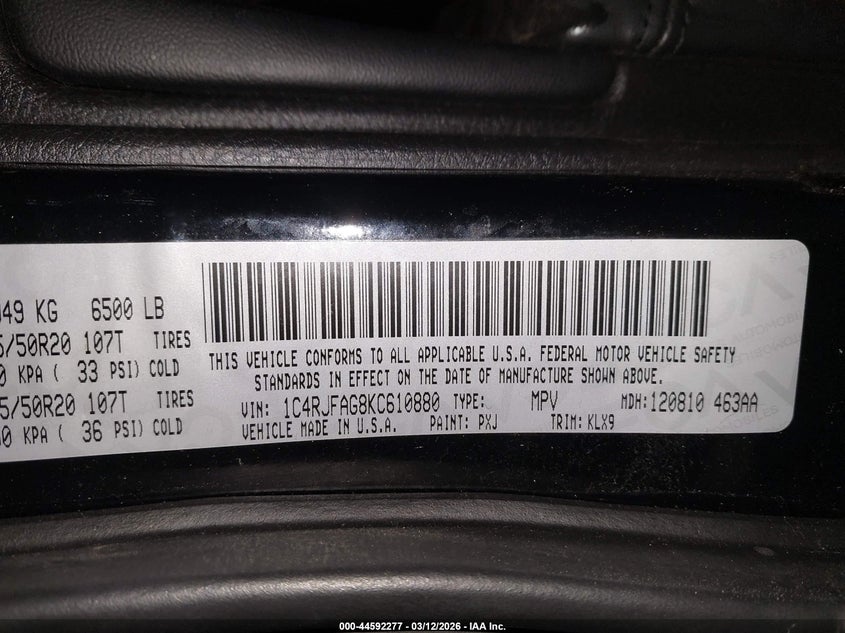 949 KG 6500 LB
5/50R20 107T TIRES
0 KPA ( 33 PSI) COLD
5/50R20 107T TIRES
0 KPA ( 36 PSI) COLD
THIS VEHICLE CONFORMS TO ALL APPLICABLE U.S.A. FEDERAL MOTOR VEHICLE SAFETY
STANDARDS IN EFFECT ON THE DATE OF MANUFACTURE SHOWN ABOVE.
VIN: 1C4RJFAG8KC610880 TYPE: MPV MDH: 120810 463AA
VEHICLE MADE IN U.S.A. PAINT: PXJ TRIM: KLX9
000-44592277 - 03/12/2026 - IAA Inc.